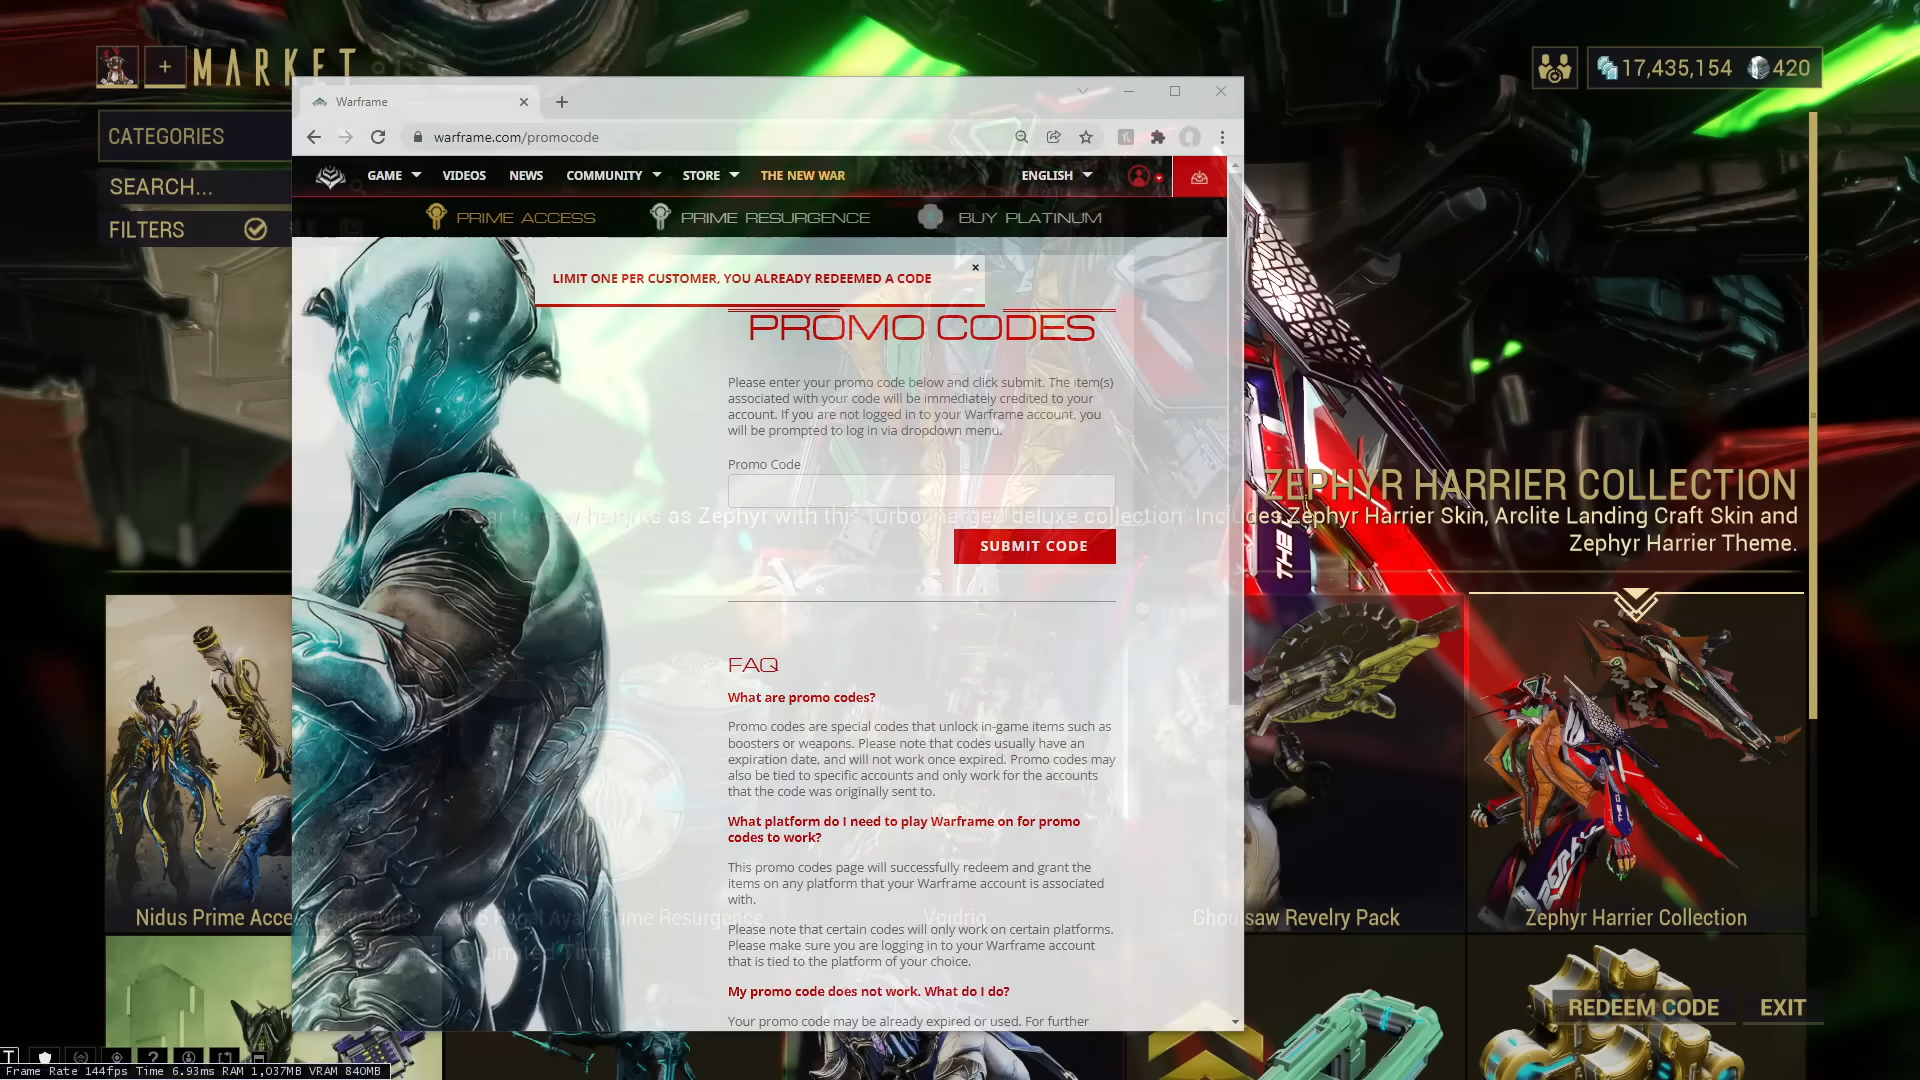 MARKET
17,435,154
420
CATEGORIES
SEARCH...
FILTERS
Warframe
warframe.com/promocode
GAME
VIDEOS
NEWS
COMMUNITY
STORE
THE NEW WAR
ENGLISH
PRIME ACCESS
PRIME RESURGENCE
BUY PLATINUM
LIMIT ONE PER CUSTOMER, YOU ALREADY REDEEMED A CODE
PROMO CODES
Please enter your promo code below and click submit. The item(s)
associated with your code will be immediately credited to your
account. If you are not logged in to your Warframe account, you
will be prompted to log in via dropdown menu.
Promo Code
SUBMIT CODE
FAQ
What are promo codes?
Promo codes are special codes that unlock in-game items such as
boosters or weapons. Please note that codes usually have an
expiration date, and will not work once expired. Promo codes may
also be tied to specific accounts and only work for the accounts
that the code was originally sent to.
What platform do I need to play Warframe on for promo
codes to work?
This promo codes page will successfully redeem and grant the
items on any platform that your Warframe account is associated
with.
Please note that certain codes will only work on certain platforms.
Please make sure you are logging in to your Warframe account
that is tied to the platform of your choice.
My promo code does not work. What do I do?
Your promo code may be already expired or used. For further
ZEPHYR HARRIER COLLECTION
Soar to new heights as Zephyr with this turbocharged deluxe collection. Includes Zephyr Harrier Skin, Arclite Landing Craft Skin and
Zephyr Harrier Theme.
Nidus Prime Acce
Regal Aya
Prime Resurgence
Limited Time
Voidrig
Ghoulsaw Revelry Pack
Zephyr Harrier Collection
REDEEM CODE
EXIT
Frame Rate 144fps Time 6.93ms RAM 1,037MB VRAM 840MB